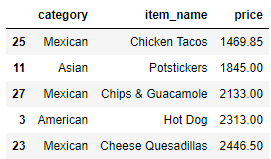 category item_name price
25 Mexican Chicken Tacos 1469.85
11 Asian Potstickers 1845.00
27 Mexican Chips & Guacamole 2133.00
3 American Hot Dog 2313.00
23 Mexican Cheese Quesadillas 2446.50